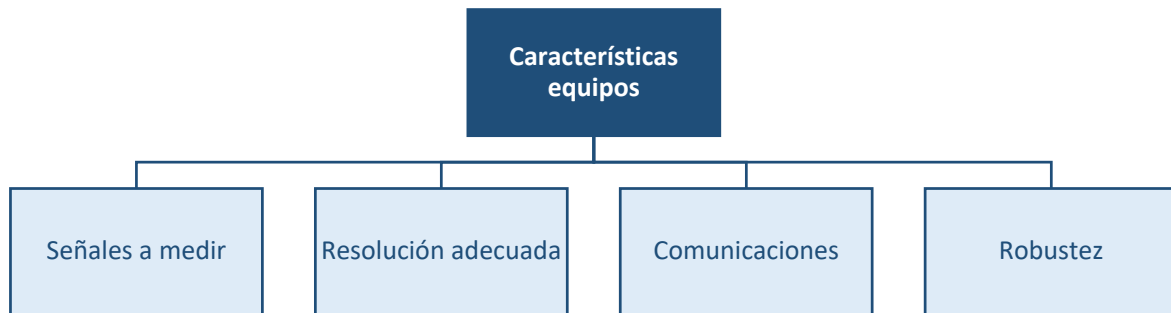 Características
equipos
Señales a medir
Resolución adecuada
Comunicaciones
Robustez